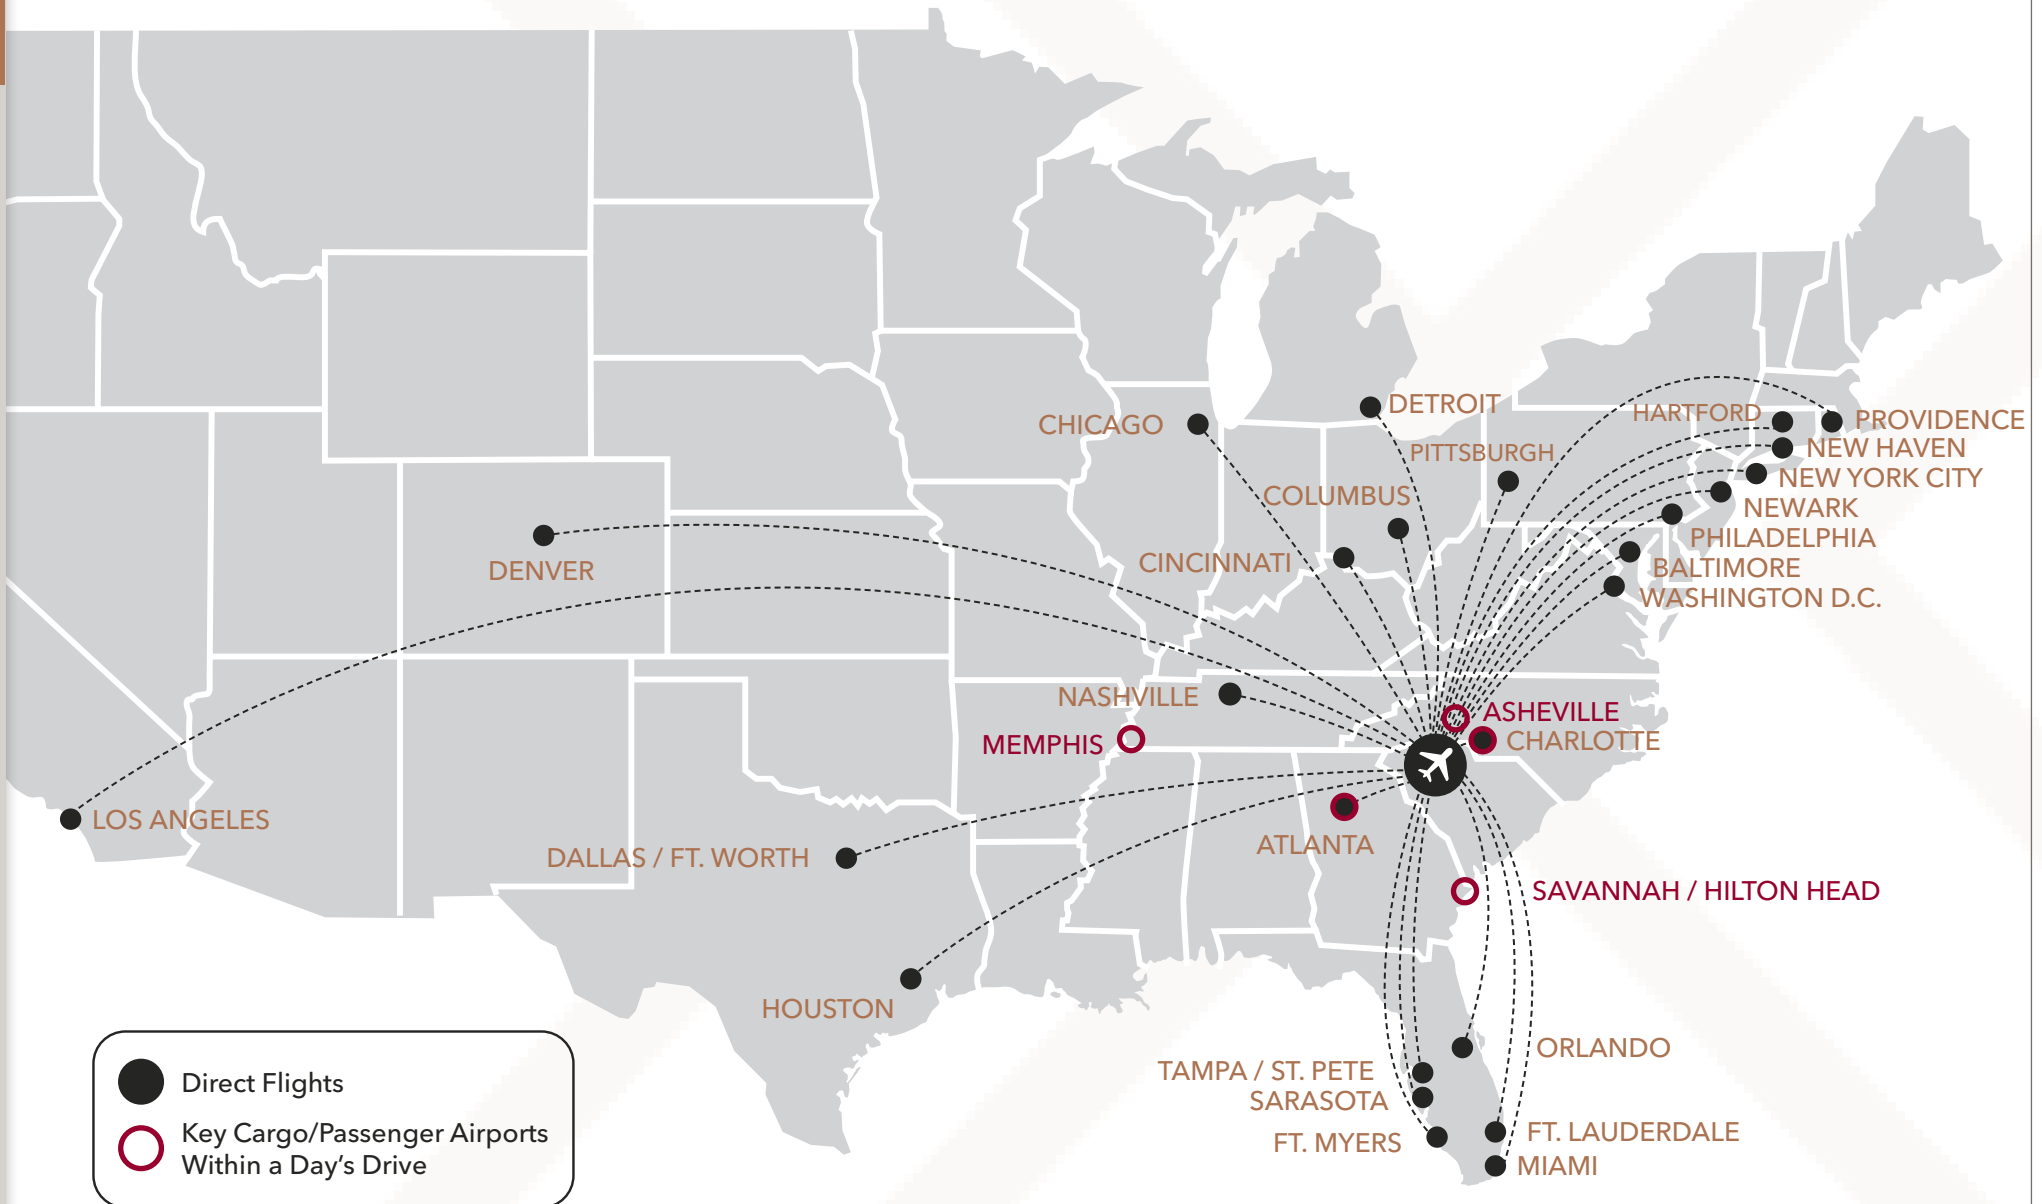 DETROIT
CHICAGO
HARTFORD
PROVIDENCE
PITTSBURGH
NEW HAVEN
NEW YORK CITY
COLUMBUS
NEWARK
PHILADELPHIA
CINCINNATI
BALTIMORE
DENVER
WASHINGTON D.C.
NASHVILLE
ASHEVILLE
MEMPHIS
CHARLOTTE
LOS ANGELES
DALLAS / FT. WORTH
ATLANTA
SAVANNAH / HILTON HEAD
HOUSTON
ORLANDO
TAMPA / ST. PETE
SARASOTA
FT. MYERS
FT. LAUDERDALE
MIAMI
Direct Flights
Key Cargo/Passenger Airports
Within a Day's Drive